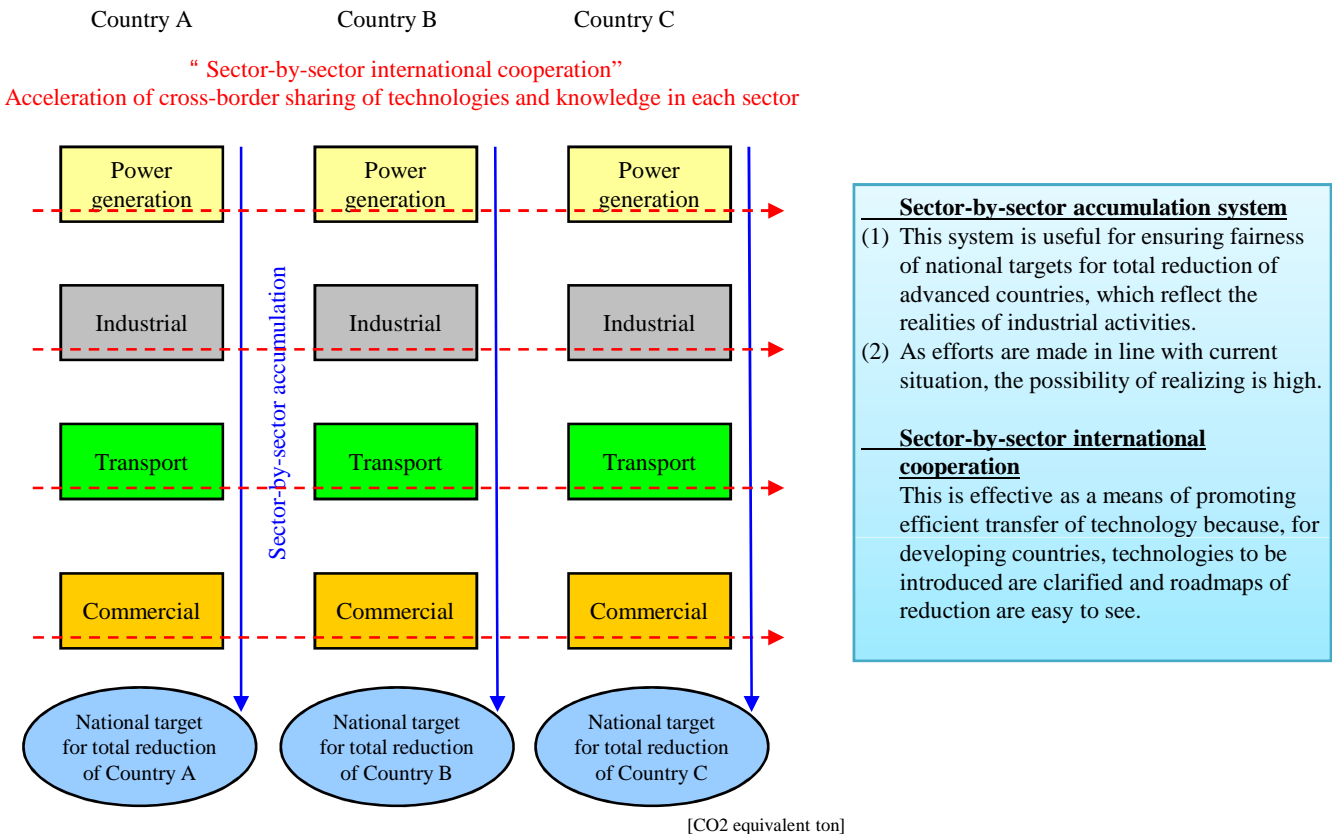 Country A
Country B
Country C
“ Sector-by-sector international cooperation”
Acceleration of cross-border sharing of technologies and knowledge in each sector
Power
generation
Power
generation
Power
generation
Industrial
Industrial
Industrial
Transport
Transport
Transport
Commercial
Commercial
Commercial
Sector-by-sector accumulation
National target
for total reduction
of Country A
National target
for total reduction
of Country B
National target
for total reduction
of Country C
[CO2 equivalent ton]
Sector-by-sector accumulation system
(1) This system is useful for ensuring fairness
of national targets for total reduction of
advanced countries, which reflect the
realities of industrial activities.
(2) As efforts are made in line with current
situation, the possibility of realizing is high.
Sector-by-sector international
cooperation
This is effective as a means of promoting
efficient transfer of technology because, for
developing countries, technologies to be
introduced are clarified and roadmaps of
reduction are easy to see.